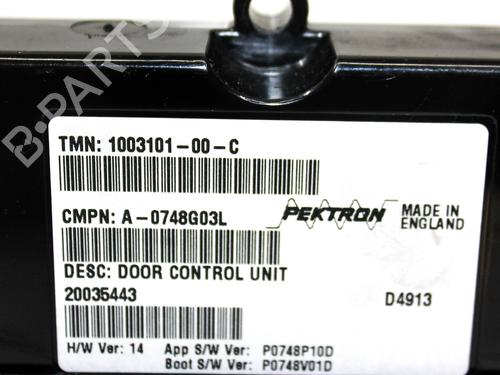 B-PARTS
TMN: 1003101-00-C
CMPN: A-0748G03L
PEKTRON
MADE IN
ENGLAND
DESC: DOOR CONTROL UNIT
20035443
D4913
H/W Ver: 14 App S/W Ver: P0748P10D
Boot S/W Ver: P0748V01D